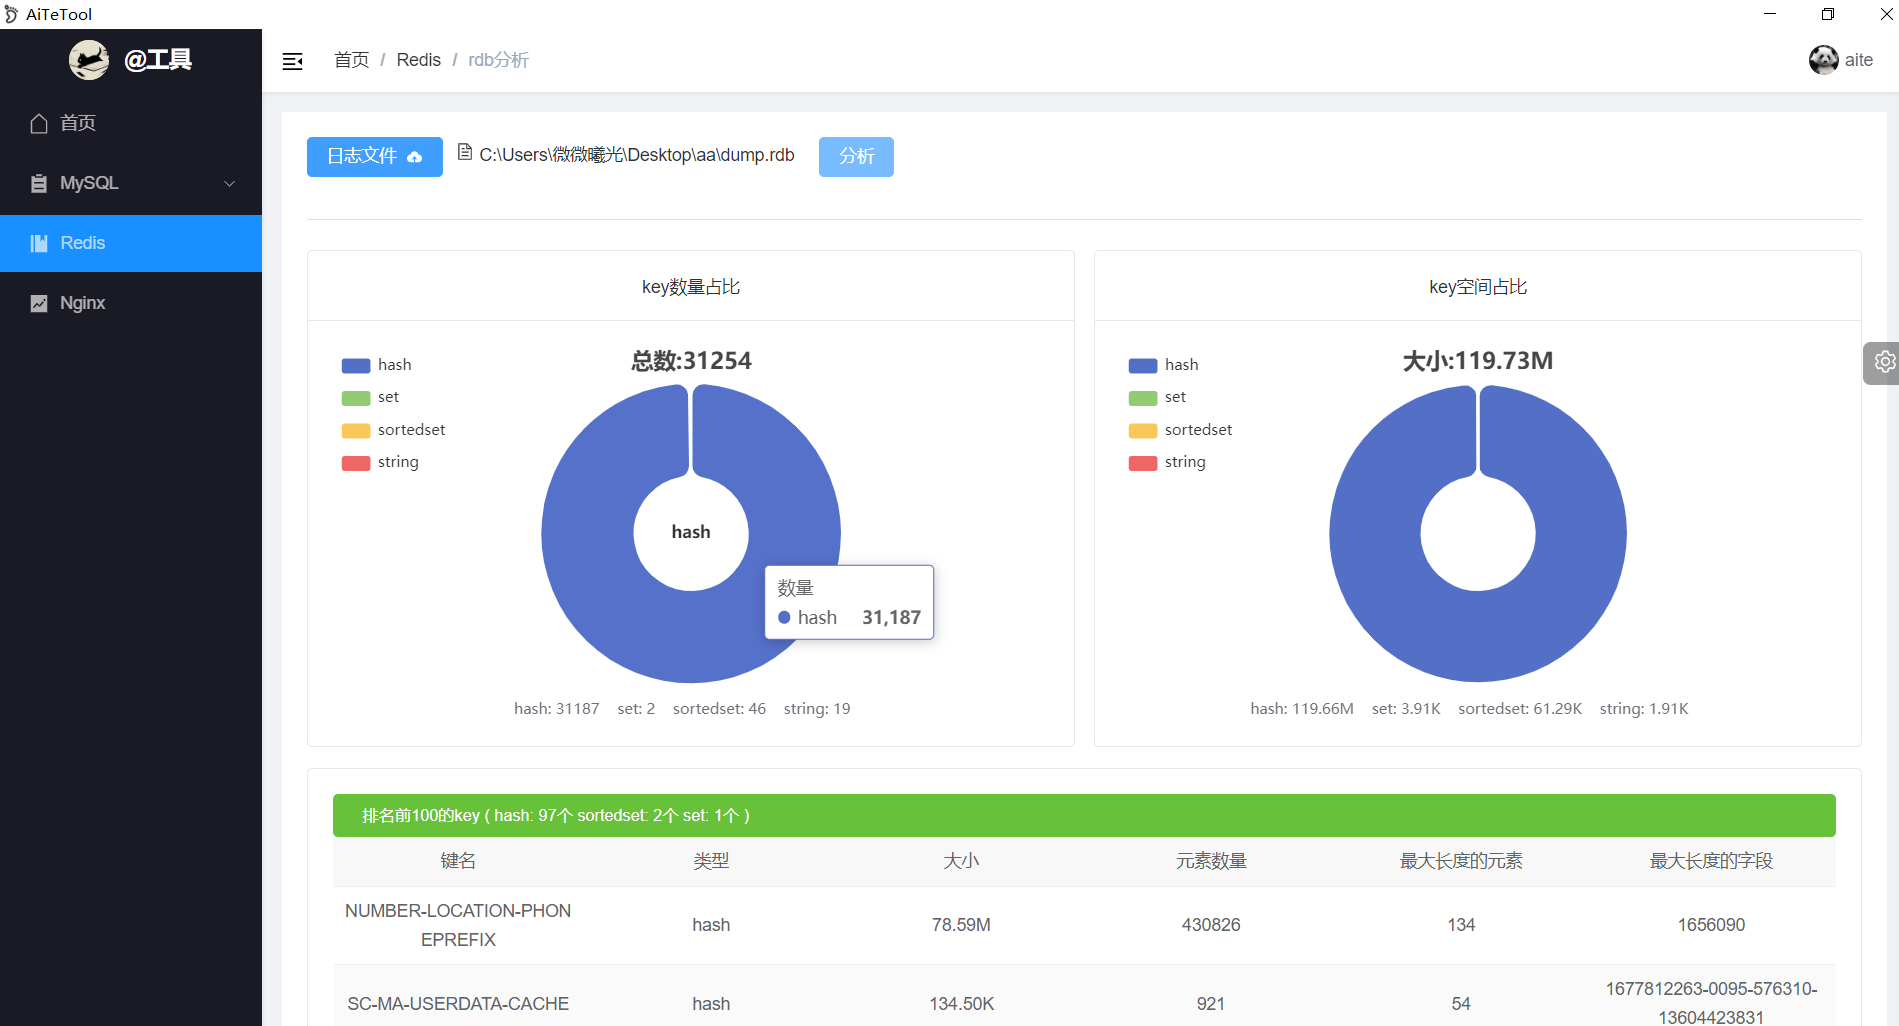 AiTeTool
@工具
首页 / Redis / rdb分析
aite
首页
MySQL
Redis
Nginx
日志文件 C:\Users\微微曦光\Desktop\aa\dump.rdb 分析
key数量占比
总数:31254
hash
set
sortedset
string
hash
数量
hash 31,187
hash: 31187 set: 2 sortedset: 46 string: 19
key空间占比
大小:119.73M
hash
set
sortedset
string
hash: 119.66M set: 3.91K sortedset: 61.29K string: 1.91K
排名前100的key ( hash: 97个 sortedset: 2个 set: 1个 )
键名 类型 大小 元素数量 最大长度的元素 最大长度的字段
NUMBER-LOCATION-PHON
EPREFIX hash 78.59M 430826 134 1656090
SC-MA-USERDATA-CACHE hash 134.50K 921 54 1677812263-0095-576310-
13604423831